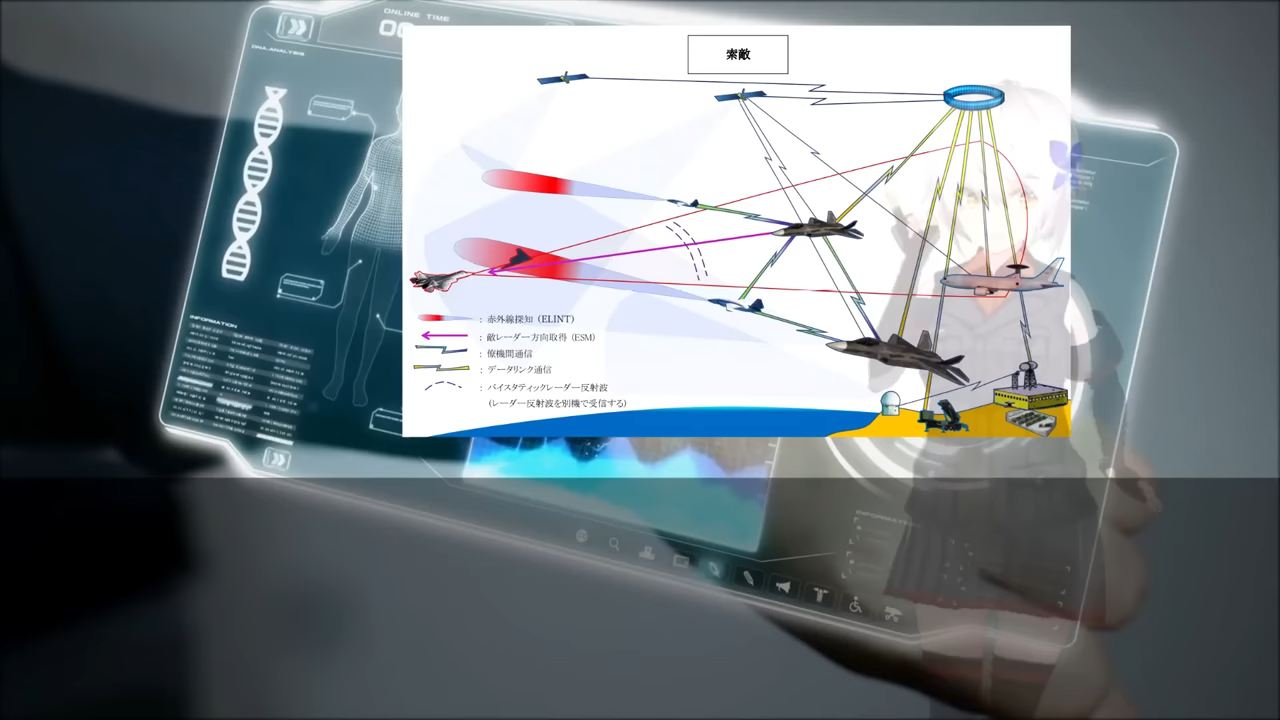 ONLINE TIME
DNA.ANALYSIS
索敵
INFORMATION
：赤外線探知 (ELINT)
：敵レーダー方向取得 (ESM)
：僚機間通信
：データリンク通信
：バイスタティックレーダー反射波
(レーダー反射波を別機で受信する)